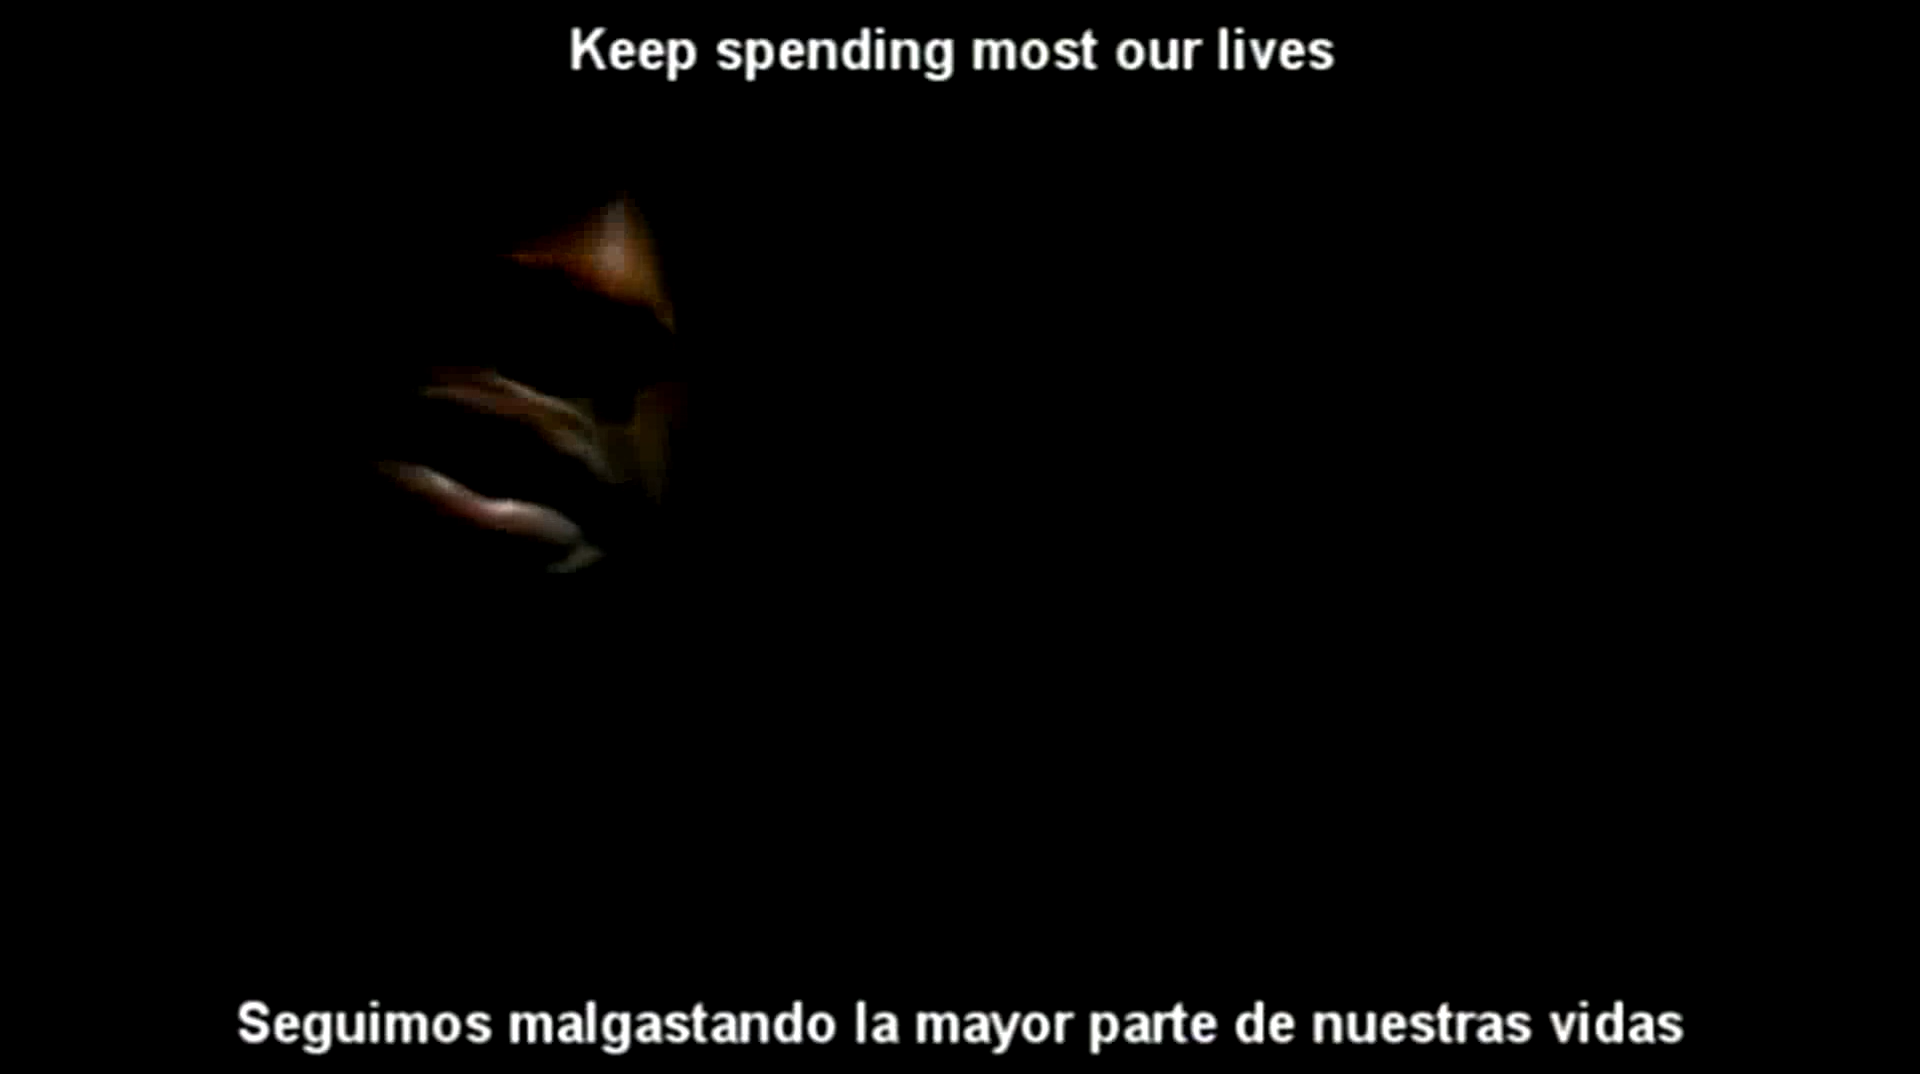 Keep spending most our lives
Seguimos malgastando la mayor parte de nuestras vidas